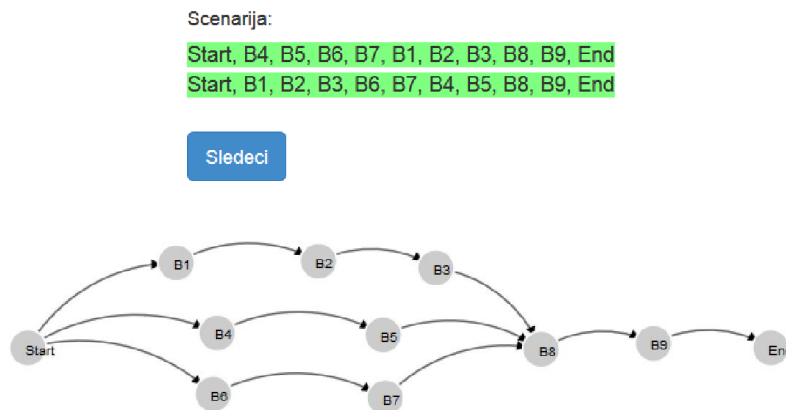 Scenarija:
Start, B4, B5, B6, B7, B1, B2, B3, B8, B9, End
Start, B1, B2, B3, B6, B7, B4, B5, B8, B9, End
Sledeci
B1
B2
B3
Start
B4
B5
B8
B9
En
B6
B7